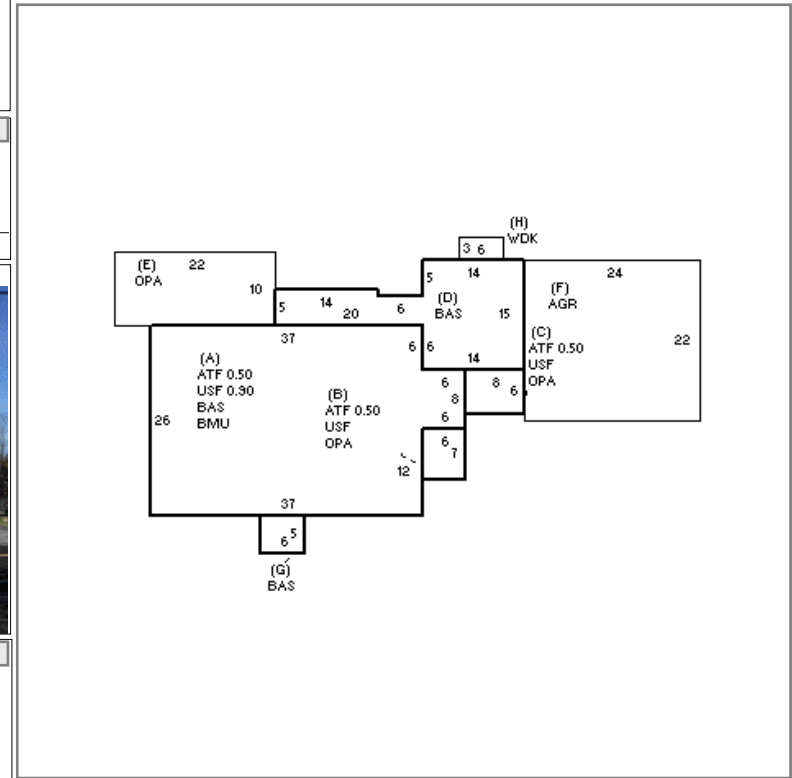 (H)
WDK
3 6
(E)
OPA
22
10
5
14
20
6
5
14
(D)
BAS
15
24
(F)
AGR
22
37
6 6
14
(C)
ATF 0.50
USF
OPA
(A)
ATF 0.50
USF 0.90
BAS
BMU
26
(B)
ATF 0.50
USF
OPA
6
8
6
8
6
6
7
12
37
6 5
(G)
BAS